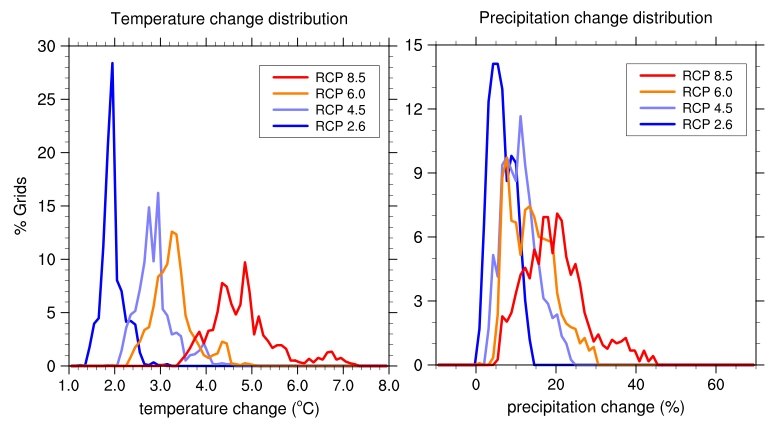 Temperature change distribution
30
25
20
15
10
5
0
% Grids
RCP 8.5
RCP 6.0
RCP 4.5
RCP 2.6
1.0 2.0 3.0 4.0 5.0 6.0 7.0 8.0
temperature change (°C)
Precipitation change distribution
15
12
9
6
3
0
RCP 8.5
RCP 6.0
RCP 4.5
RCP 2.6
0 20 40 60
precipitation change (%)